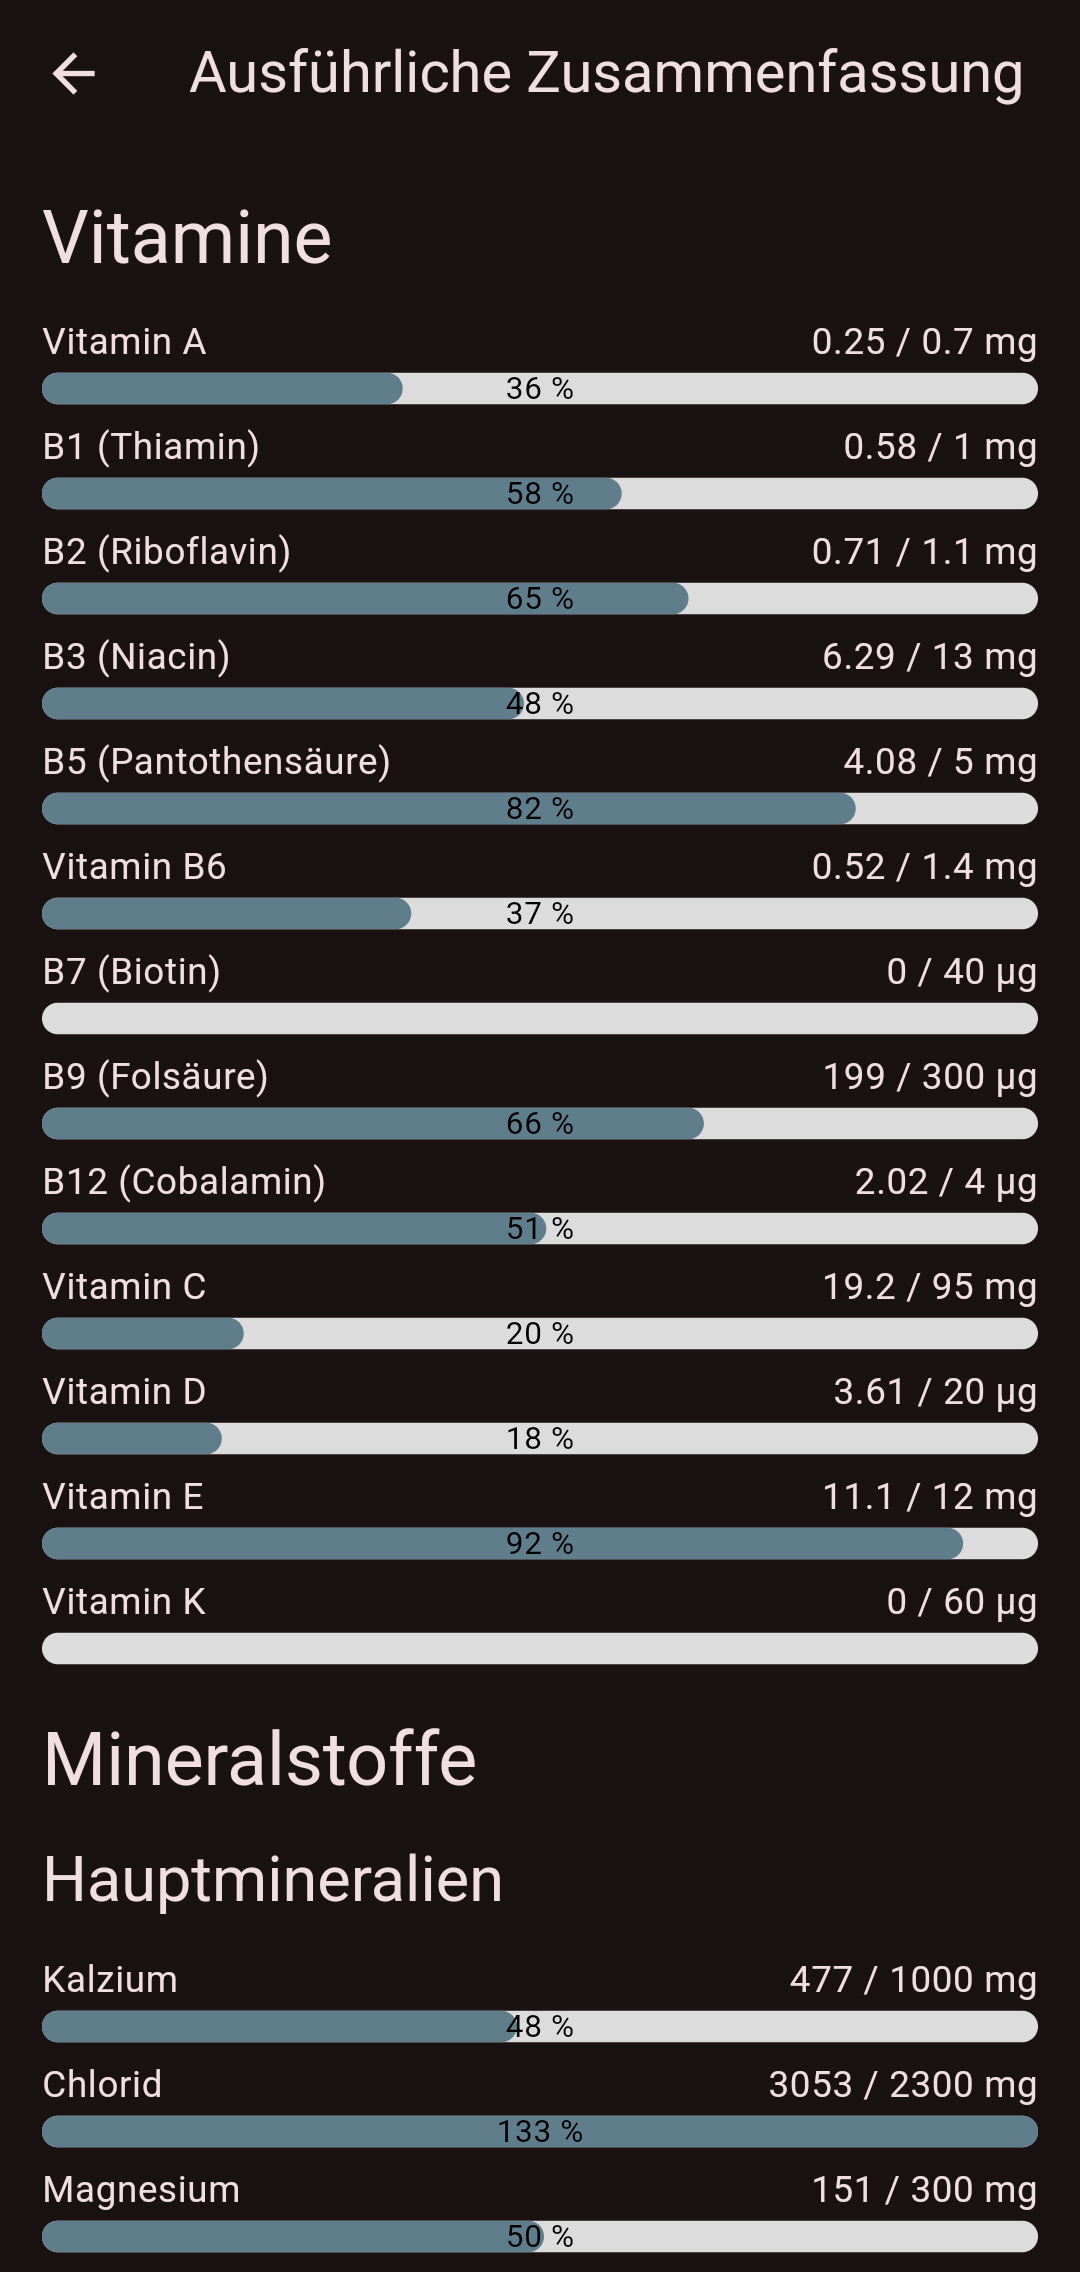 Ausführliche Zusammenfassung
Vitamine
Vitamin A 0.25 / 0.7 mg
36 %
B1 (Thiamin) 0.58 / 1 mg
58 %
B2 (Riboflavin) 0.71 / 1.1 mg
65 %
B3 (Niacin) 6.29 / 13 mg
48 %
B5 (Pantothensäure) 4.08 / 5 mg
82 %
Vitamin B6 0.52 / 1.4 mg
37 %
B7 (Biotin) 0 / 40 µg
B9 (Folsäure) 199 / 300 µg
66 %
B12 (Cobalamin) 2.02 / 4 µg
51 %
Vitamin C 19.2 / 95 mg
20 %
Vitamin D 3.61 / 20 µg
18 %
Vitamin E 11.1 / 12 mg
92 %
Vitamin K 0 / 60 µg
Mineralstoffe
Hauptmineralien
Kalzium 477 / 1000 mg
48 %
Chlorid 3053 / 2300 mg
133 %
Magnesium 151 / 300 mg
50 %